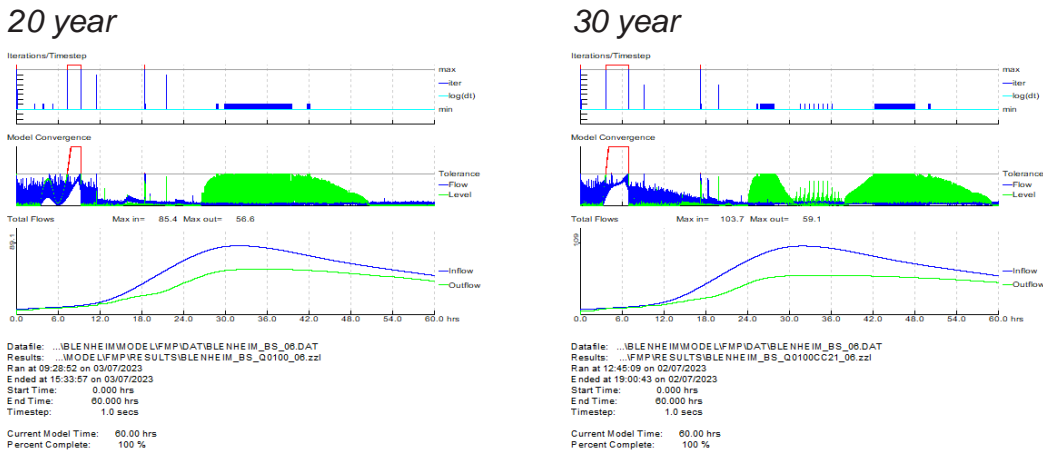 20 year
Iterations/Timestep
max
iter
log(dt)
min
Model Convergence
Tolerance
Flow
Level
Total Flows Max in= 85.4 Max out= 56.6
89.1
Inflow
Outflow
0.0 6.0 12.0 18.0 24.0 30.0 36.0 42.0 48.0 54.0 60.0 hrs
Datafile: ...\BLENHEIM\MODEL\FMP\DAT\BLENHEIM_BS_06.DAT
Results: ...\MODEL\FMP\RESULTS\BLENHEIM_BS_Q0100_06.zzl
Ran at 09:28:52 on 03/07/2023
Ended at 15:33:57 on 03/07/2023
Start Time: 0.000 hrs
End Time: 60.000 hrs
Timestep: 1.0 secs
Current Model Time: 60.00 hrs
Percent Complete: 100 %
30 year
Iterations/Timestep
max
iter
log(dt)
min
Model Convergence
Tolerance
Flow
Level
Total Flows Max in= 103.7 Max out= 59.1
109
Inflow
Outflow
0.0 6.0 12.0 18.0 24.0 30.0 36.0 42.0 48.0 54.0 60.0 hrs
Datafile: ...\BLENHEIM\MODEL\FMP\DAT\BLENHEIM_BS_06.DAT
Results: ...\FMP\RESULTS\BLENHEIM_BS_Q0100CC21_06.zzl
Ran at 12:45:09 on 02/07/2023
Ended at 19:00:43 on 02/07/2023
Start Time: 0.000 hrs
End Time: 60.000 hrs
Timestep: 1.0 secs
Current Model Time: 60.00 hrs
Percent Complete: 100 %